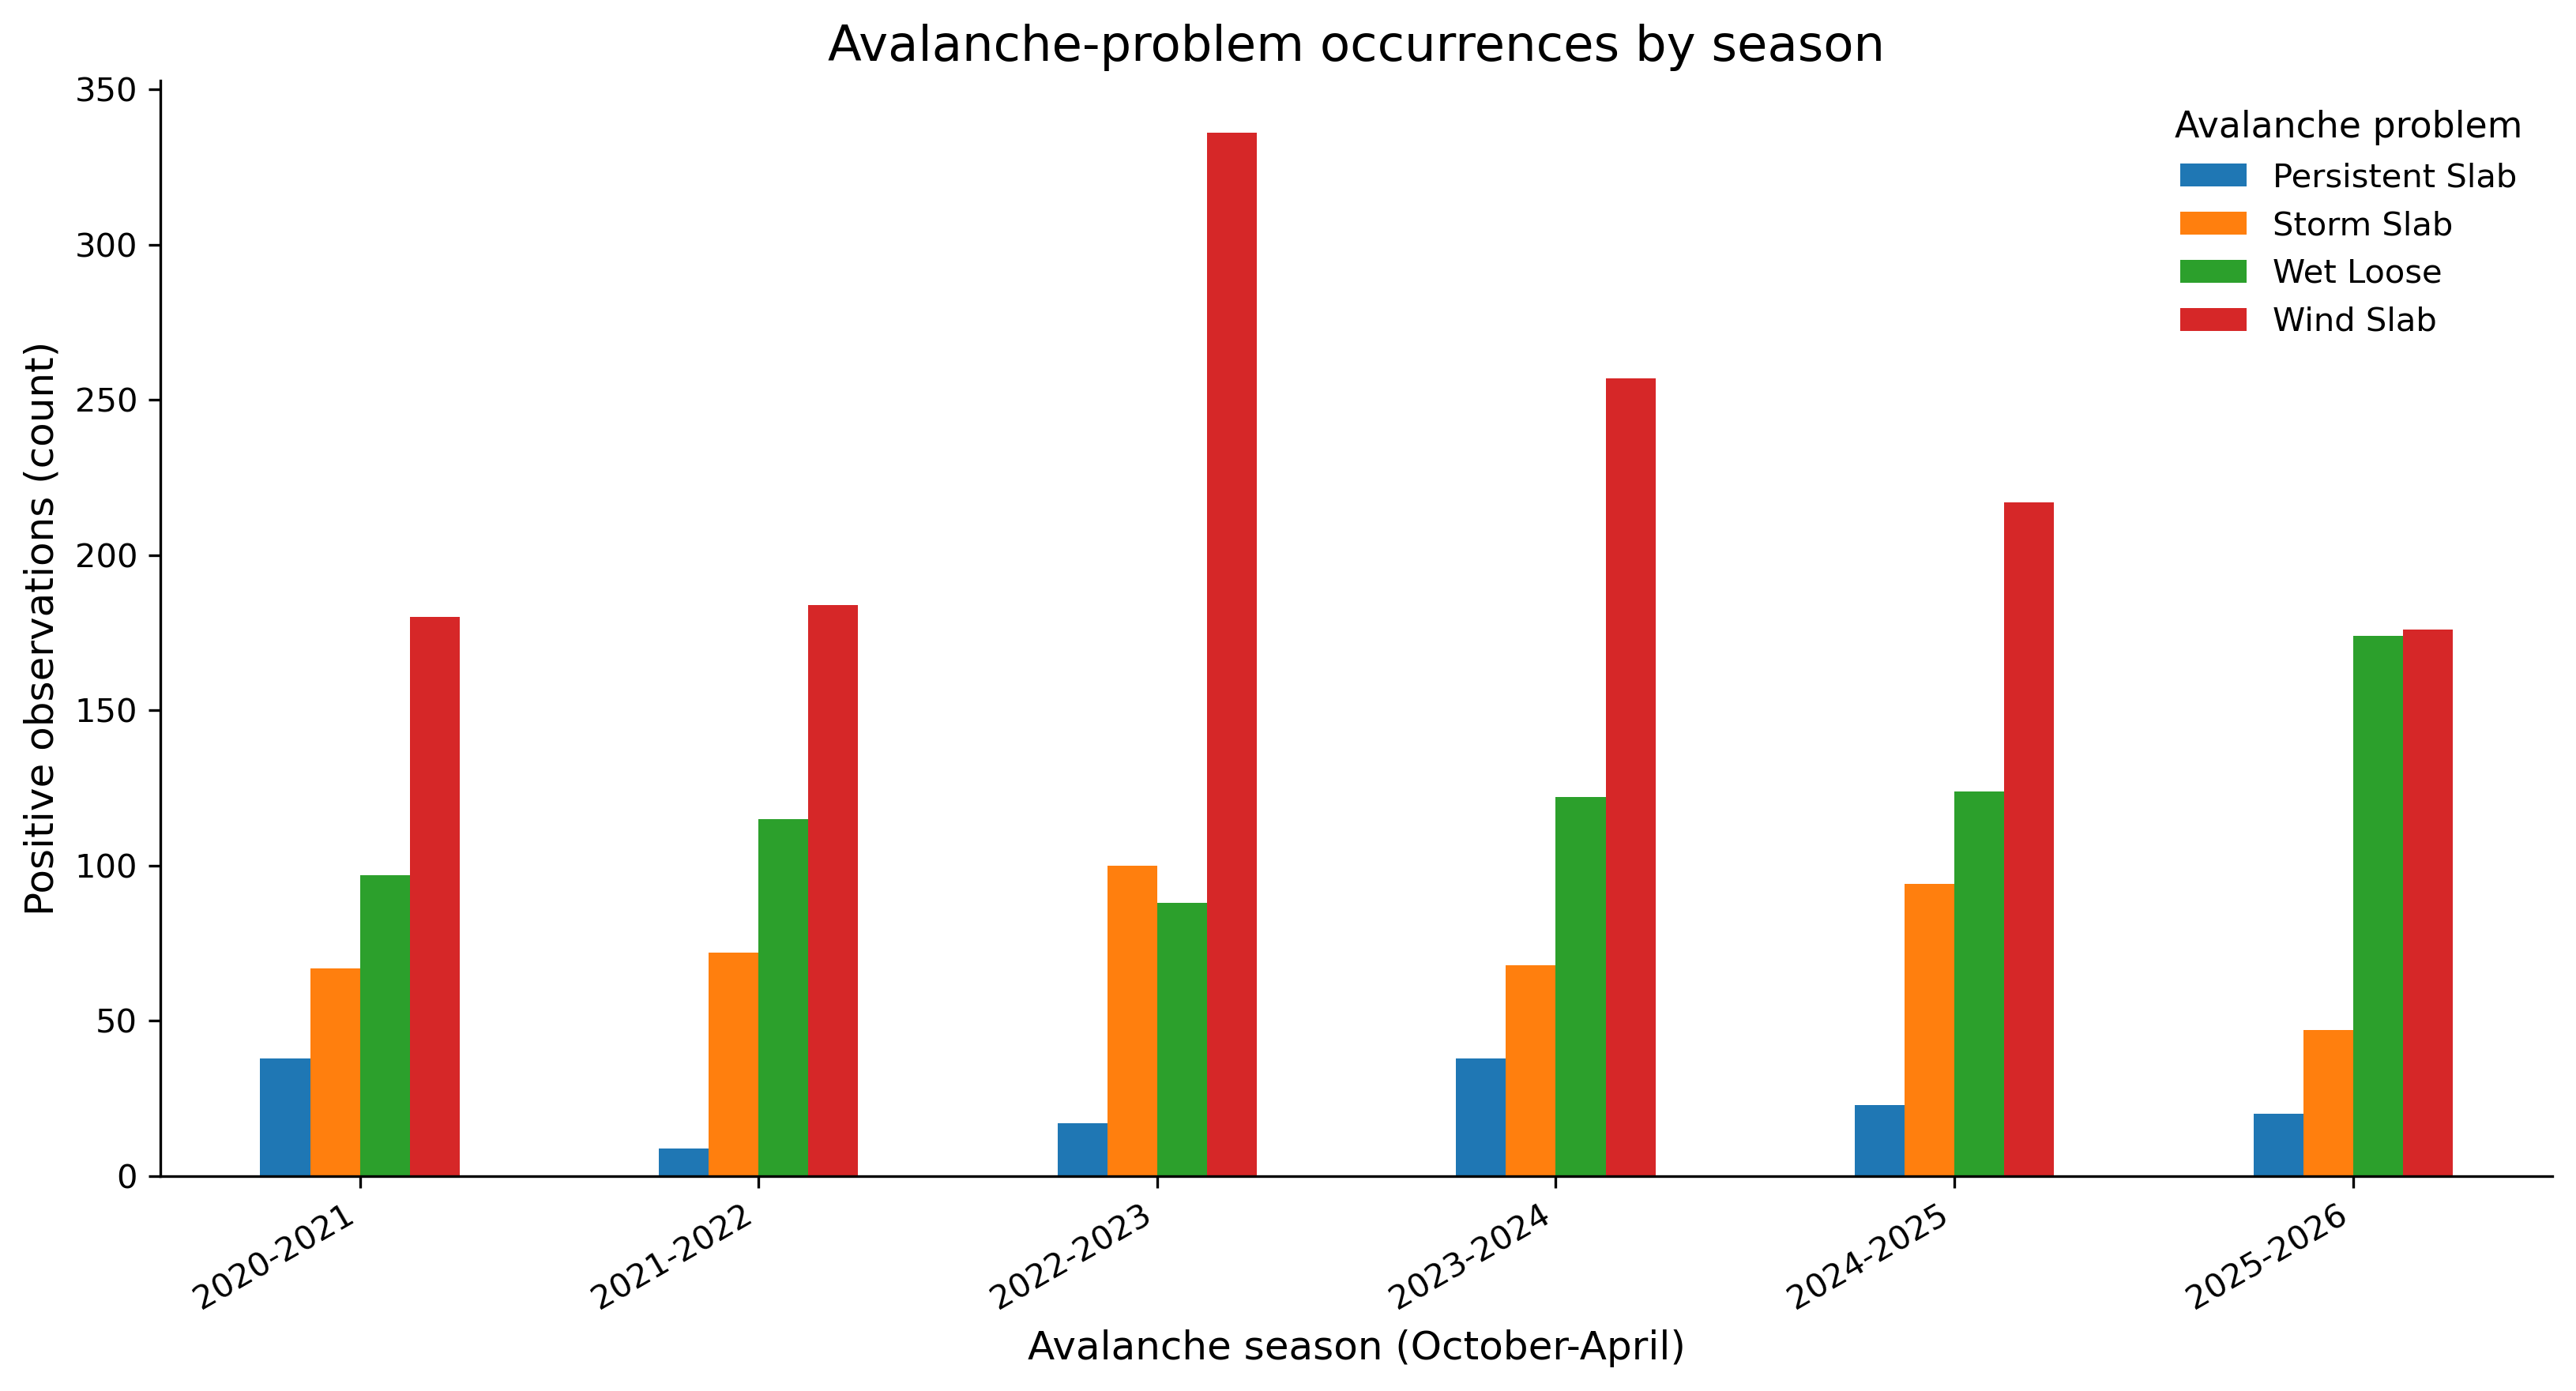 Avalanche-problem occurrences by season
Positive observations (count)
350
300
250
200
150
100
50
0
Avalanche problem
Persistent Slab
Storm Slab
Wet Loose
Wind Slab
2020-2021
2021-2022
2022-2023
2023-2024
2024-2025
2025-2026
Avalanche season (October-April)